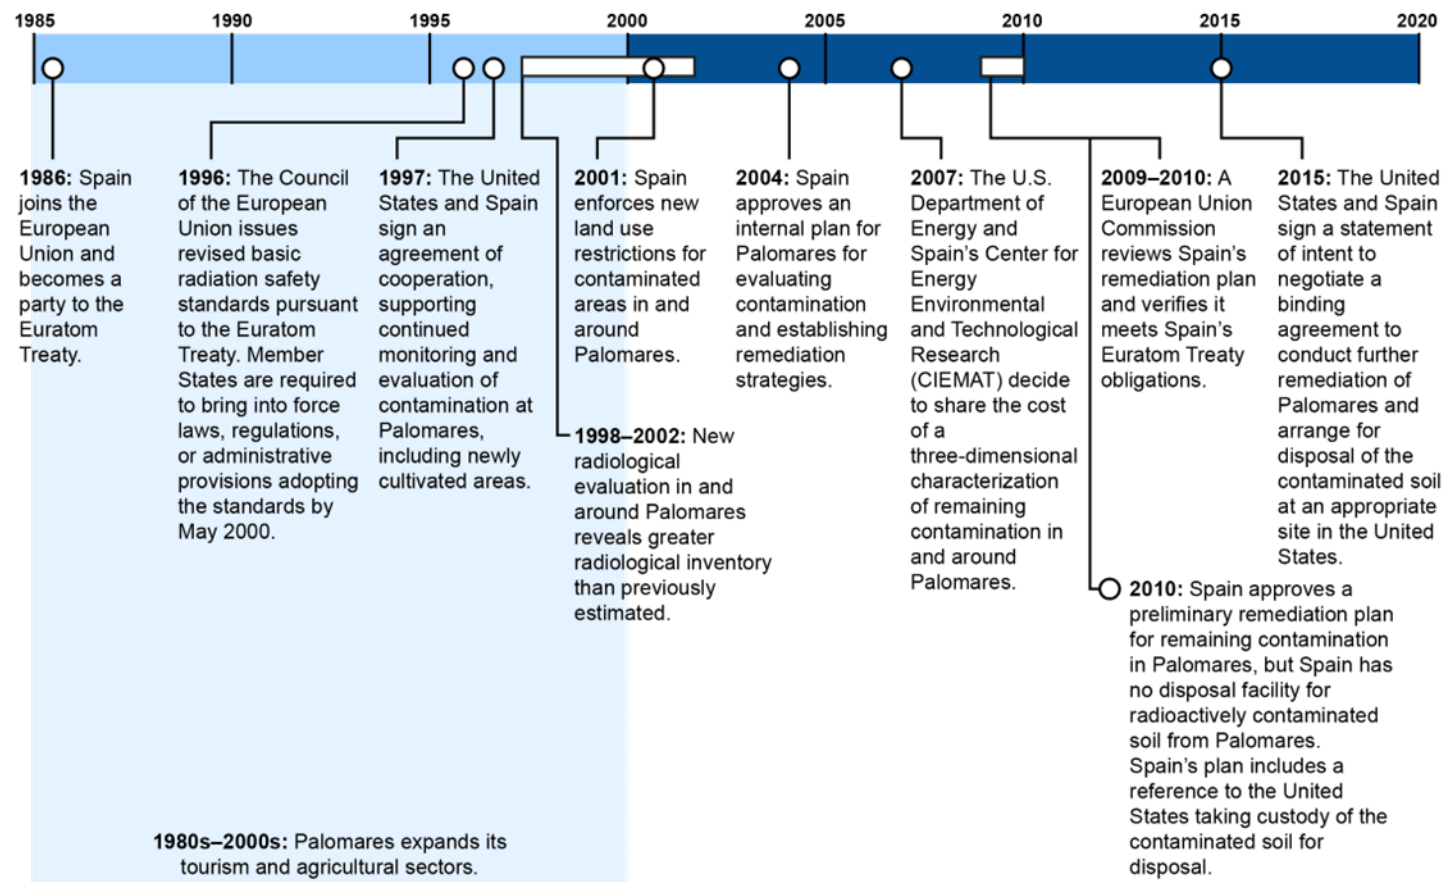 1985 1990 1995 2000 2005 2010 2015 2020
1986: Spain
joins the
European
Union and
becomes a
party to the
Euratom
Treaty.
1996: The Council
of the European
Union issues
revised basic
radiation safety
standards pursuant
to the Euratom
Treaty. Member
States are required
to bring into force
laws, regulations,
or administrative
provisions adopting
the standards by
May 2000.
1997: The United
States and Spain
sign an
agreement of
cooperation,
supporting
continued
monitoring and
evaluation of
contamination at
Palomares,
including newly
cultivated areas.
2001: Spain
enforces new
land use
restrictions for
contaminated
areas in and
around
Palomares.
1998–2002: New
radiological
evaluation in and
around Palomares
reveals greater
radiological inventory
than previously
estimated.
2004: Spain
approves an
internal plan for
Palomares for
evaluating
contamination
and establishing
remediation
strategies.
2007: The U.S.
Department of
Energy and
Spain's Center for
Energy
Environmental
and Technological
Research
(CIEMAT) decide
to share the cost
of a
three-dimensional
characterization
of remaining
contamination in
and around
Palomares.
2009–2010: A
European Union
Commission
reviews Spain's
remediation plan
and verifies it
meets Spain's
Euratom Treaty
obligations.
2015: The United
States and Spain
sign a statement
of intent to
negotiate a
binding
agreement to
conduct further
remediation of
Palomares and
arrange for
disposal of the
contaminated soil
at an appropriate
site in the United
States.
2010: Spain approves a
preliminary remediation plan
for remaining contamination
in Palomares, but Spain has
no disposal facility for
radioactively contaminated
soil from Palomares.
Spain's plan includes a
reference to the United
States taking custody of the
contaminated soil for
disposal.
1980s–2000s: Palomares expands its
tourism and agricultural sectors.